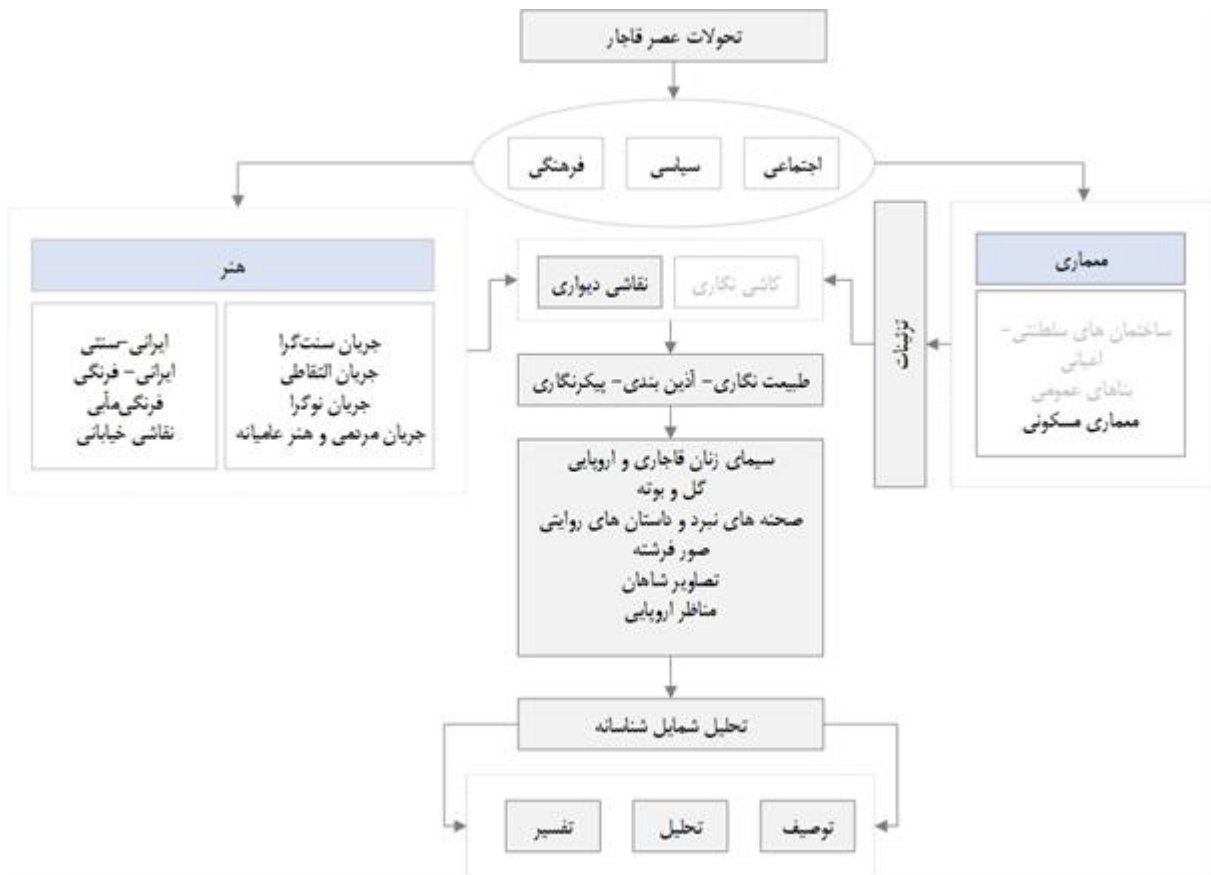 تحولات عصر قاجار
اجتماعی
سیاسی
فرهنگی
معماری
ساختمان های سلطنتی-
اعیانی
بناهای عمومی
معماری مسکونی
تزئینات
کاشی نگاری
نقاشی دیواری
هنر
جریان سنت‌گرا
جریان التقاطی
جریان نوگرا
جریان مردمی و هنر عامیانه
ایرانی-سنتی
ایرانی- فرنگی
فرنگی‌مآبی
نقاشی خیابانی
طبیعت نگاری- آذین بندی- پیکرنگاری
سیمای زنان قاجاری و اروپایی
گل و بوته
صحنه های نبرد و داستان های روایتی
صور فرشته
تصاویر شاهان
مناظر اروپایی
تحلیل شمایل شناسانه
توصیف
تحلیل
تفسیر